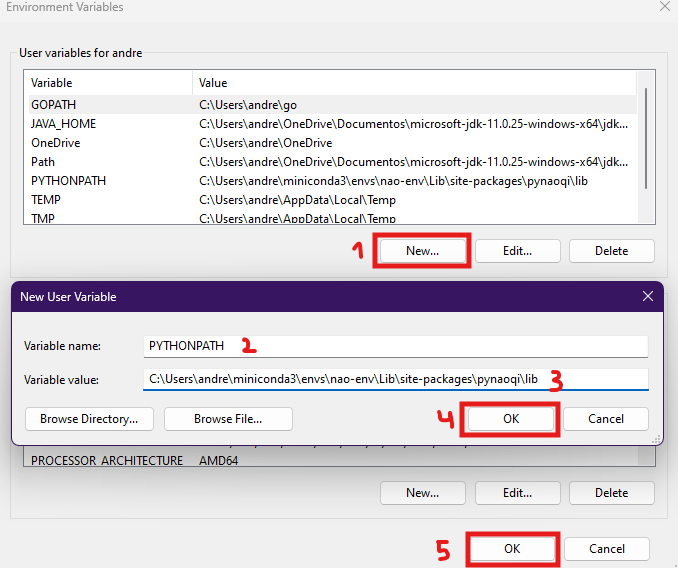 Environment Variables
User variables for andre
Variable Value
GOPATH C:\Users\andre\go
JAVA_HOME C:\Users\andre\OneDrive\Documentos\microsoft-jdk-11.0.25-windows-x64\jdk...
OneDrive C:\Users\andre\OneDrive
Path C:\Users\andre\OneDrive\Documentos\microsoft-jdk-11.0.25-windows-x64\jdk...
PYTHONPATH C:\Users\andre\miniconda3\envs\nao-env\Lib\site-packages\pynaoqi\lib
TEMP C:\Users\andre\AppData\Local\Temp
TMP C:\Users\andre\AppData\Local\Temp
1 New... Edit... Delete
New User Variable
Variable name: PYTHONPATH 2
Variable value: C:\Users\andre\miniconda3\envs\nao-env\Lib\site-packages\pynaoqi\lib 3
Browse Directory... Browse File... 4 OK Cancel
PROCESSOR_ARCHITECTURE AMD64
New... Edit... Delete
5 OK Cancel